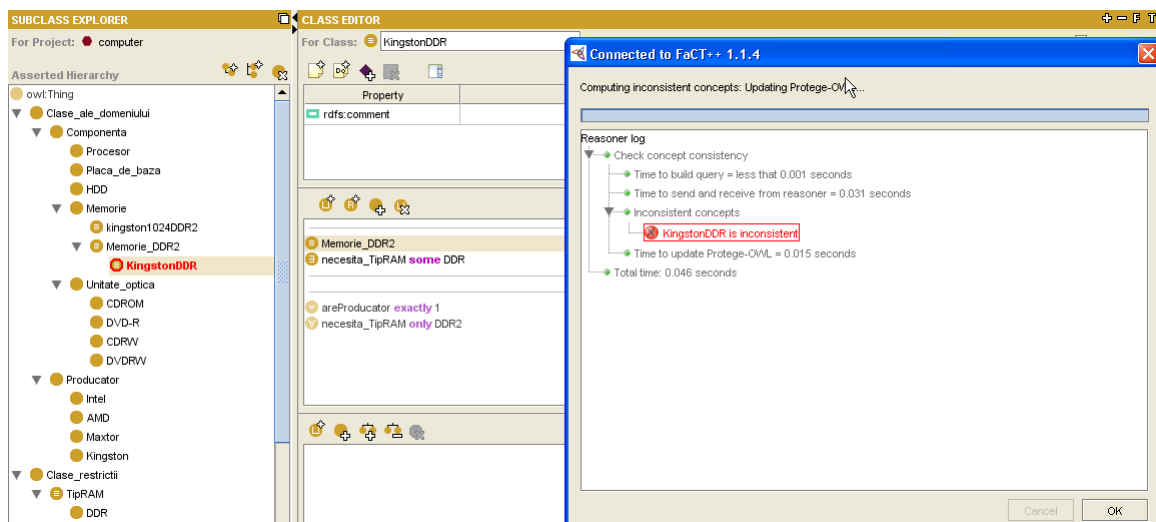 SUBCLASS EXPLORER
For Project: computer
Asserted Hierarchy
owl:Thing
Clase_ale_domeniului
Componenta
Procesor
Placa_de_baza
HDD
Memorie
kingston1024DDR2
Memorie_DDR2
KingstonDDR
Unitate_optica
CDROM
DVD-R
CDRW
DVDRW
Producator
Intel
AMD
Maxtor
Kingston
Clase_restrictii
TipRAM
DDR
CLASS EDITOR
F T
For Class: KingstonDDR
Property
rdfs:comment
Memorie_DDR2
necesita_TipRAM some DDR
areProducator exactly 1
necesita_TipRAM only DDR2
Connected to FaCT++ 1.1.4
Computing inconsistent concepts: Updating Protege-OWL...
Reasoner log
Check concept consistency
Time to build query = less that 0.001 seconds
Time to send and receive from reasoner = 0.031 seconds
Inconsistent concepts
KingstonDDR is inconsistent
Time to update Protege-OWL = 0.015 seconds
Total time: 0.046 seconds
Cancel OK